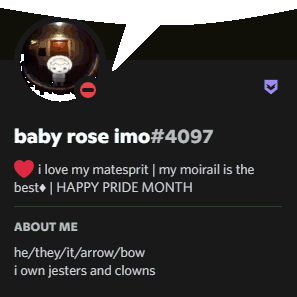 baby rose imo#4097
❤️ i love my matesprit | my moirail is the
best♦ | HAPPY PRIDE MONTH
ABOUT ME
he/they/it/arrow/bow
i own jesters and clowns